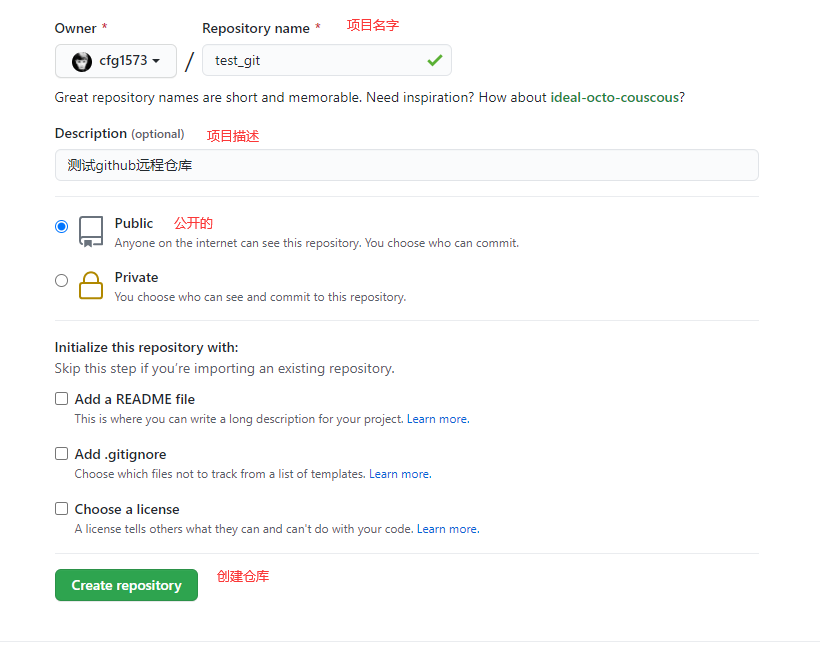 Owner * Repository name * 项目名字
cfg1573 / test_git
Great repository names are short and memorable. Need inspiration? How about ideal-octo-couscous?
Description (optional) 项目描述
测试github远程仓库
Public 公开的
Anyone on the internet can see this repository. You choose who can commit.
Private
You choose who can see and commit to this repository.
Initialize this repository with:
Skip this step if you're importing an existing repository.
Add a README file
This is where you can write a long description for your project. Learn more.
Add .gitignore
Choose which files not to track from a list of templates. Learn more.
Choose a license
A license tells others what they can and can't do with your code. Learn more.
Create repository 创建仓库